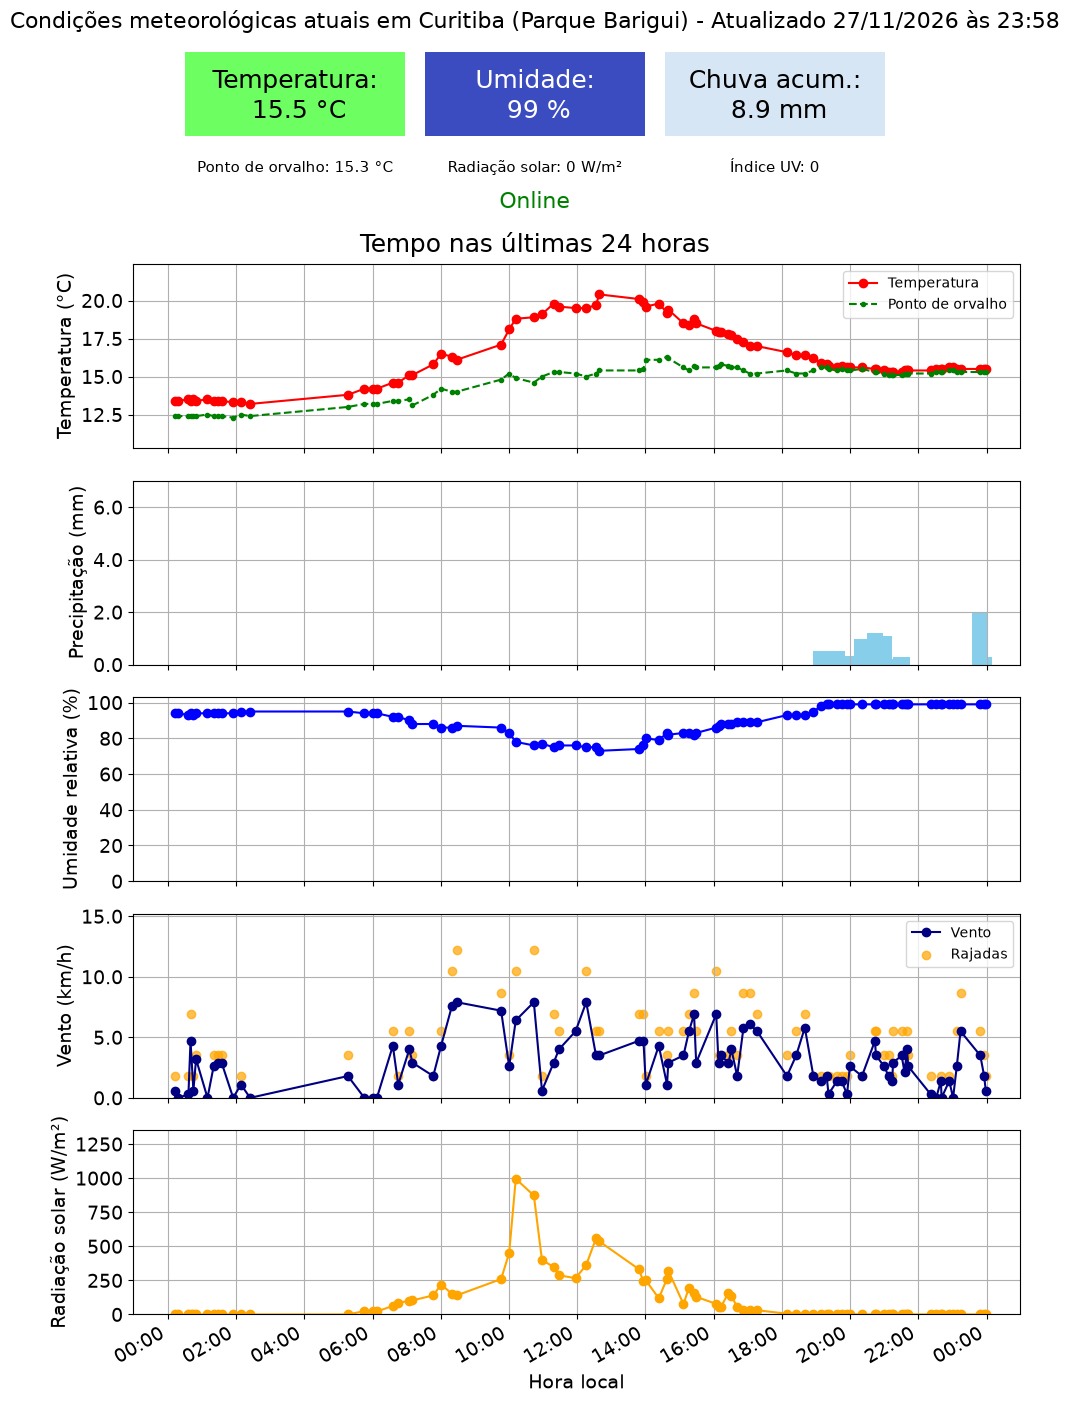 Condições meteorológicas atuais em Curitiba (Parque Barigui) - Atualizado 27/11/2026 às 23:58
Temperatura:
15.5 °C
Umidade:
99 %
Chuva acum.:
8.9 mm
Ponto de orvalho: 15.3 °C
Radiação solar: 0 W/m²
Índice UV: 0
Online
Tempo nas últimas 24 horas
Temperatura (°C)
20.0
17.5
15.0
12.5
Temperatura
Ponto de orvalho
Precipitação (mm)
6.0
4.0
2.0
0.0
Umidade relativa (%)
100
80
60
40
20
0
Vento (km/h)
15.0
10.0
5.0
0.0
Vento
Rajadas
Radiação solar (W/m²)
1250
1000
750
500
250
0
00:00
02:00
04:00
06:00
08:00
10:00
12:00
14:00
16:00
18:00
20:00
22:00
00:00
Hora local